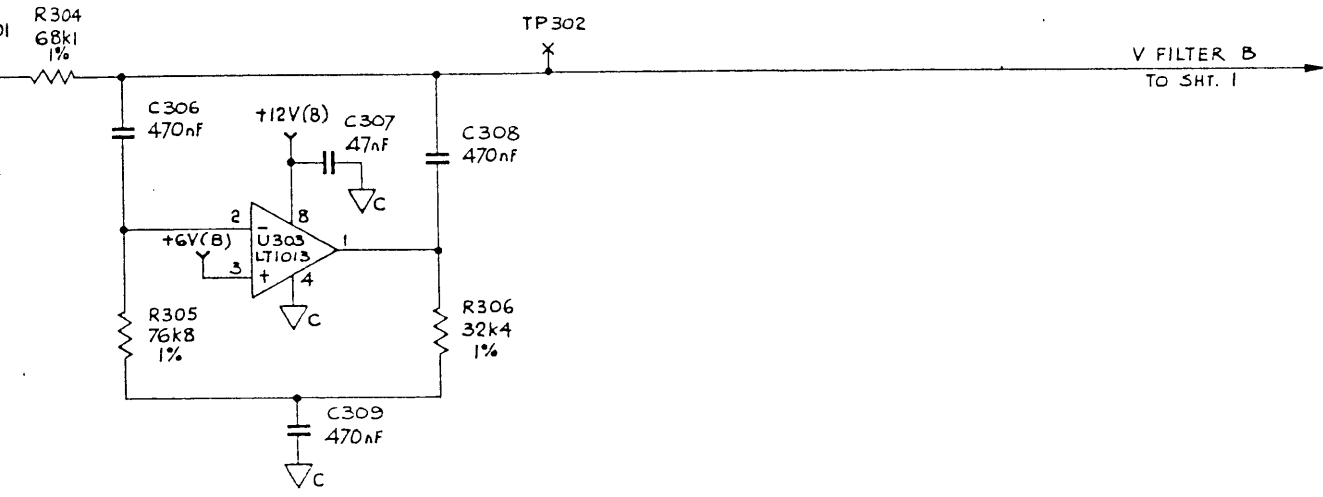 R304
68k1
1%
TP302
V FILTER B
TO SHT. 1
C306
470nF
+12V(B)
C307
47nF
C308
470nF
C
2
8
+6V(B)
U303
LT1013
1
3
4
C
R305
76k8
1%
R306
32k4
1%
C309
470nF
C